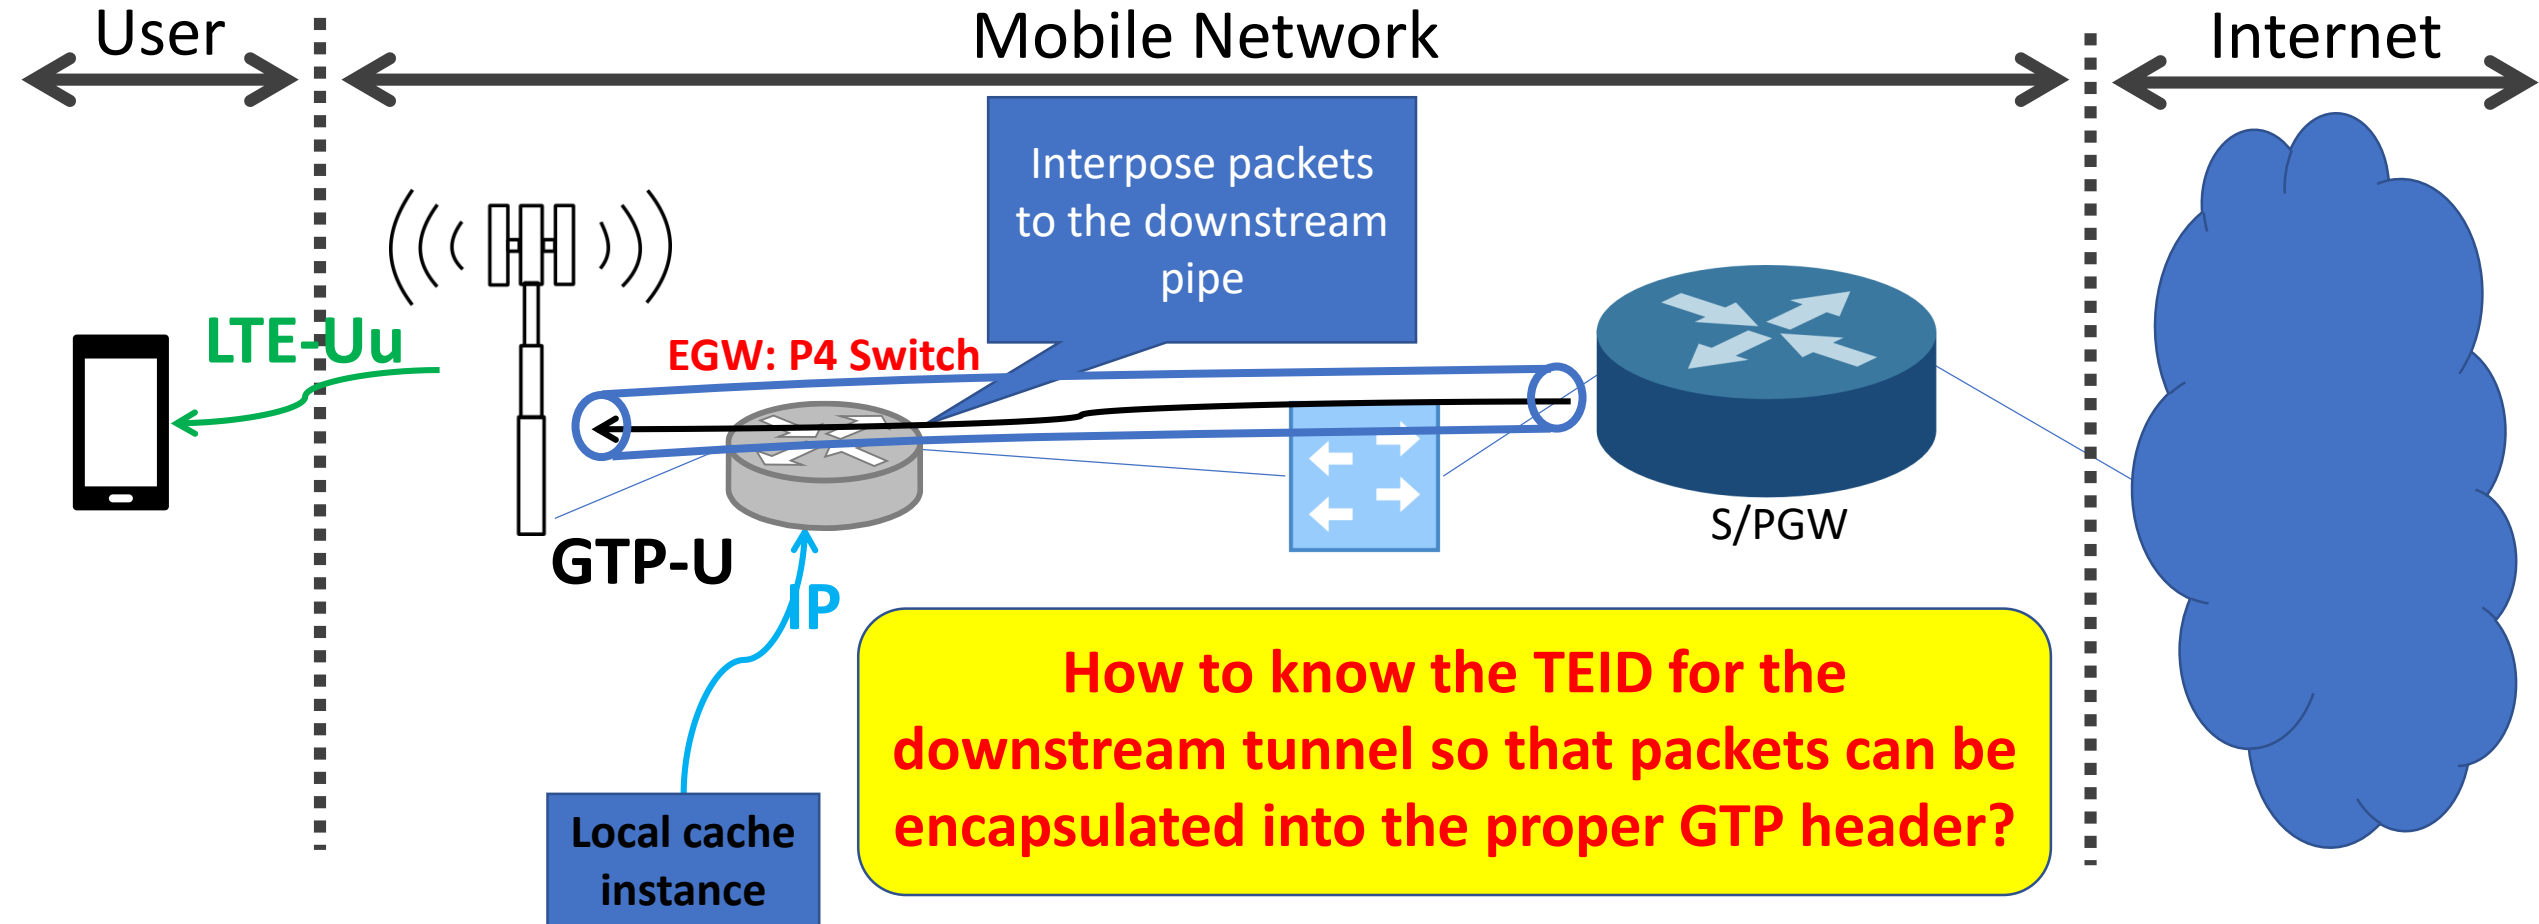 User
Mobile Network
Internet
Interpose packets
to the downstream
pipe
LTE-Uu
EGW: P4 Switch
S/PGW
GTP-U
IP
How to know the TEID for the
downstream tunnel so that packets can be
encapsulated into the proper GTP header?
Local cache
instance